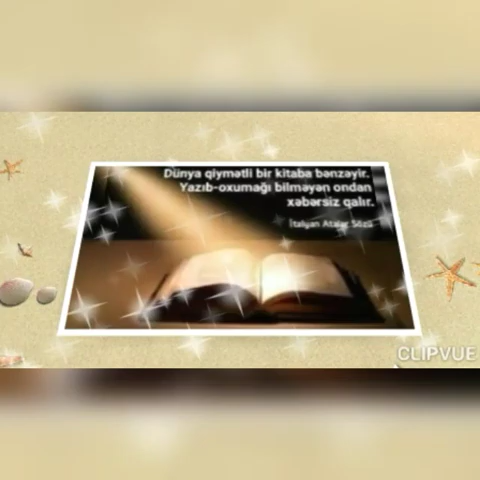 Dünya qiymətli bir kitaba bənzəyir.
Yazıb-oxumağı bilməyən ondan
xəbərsiz qalır.
İtalyan Atalar Sözü
CLIPVUE